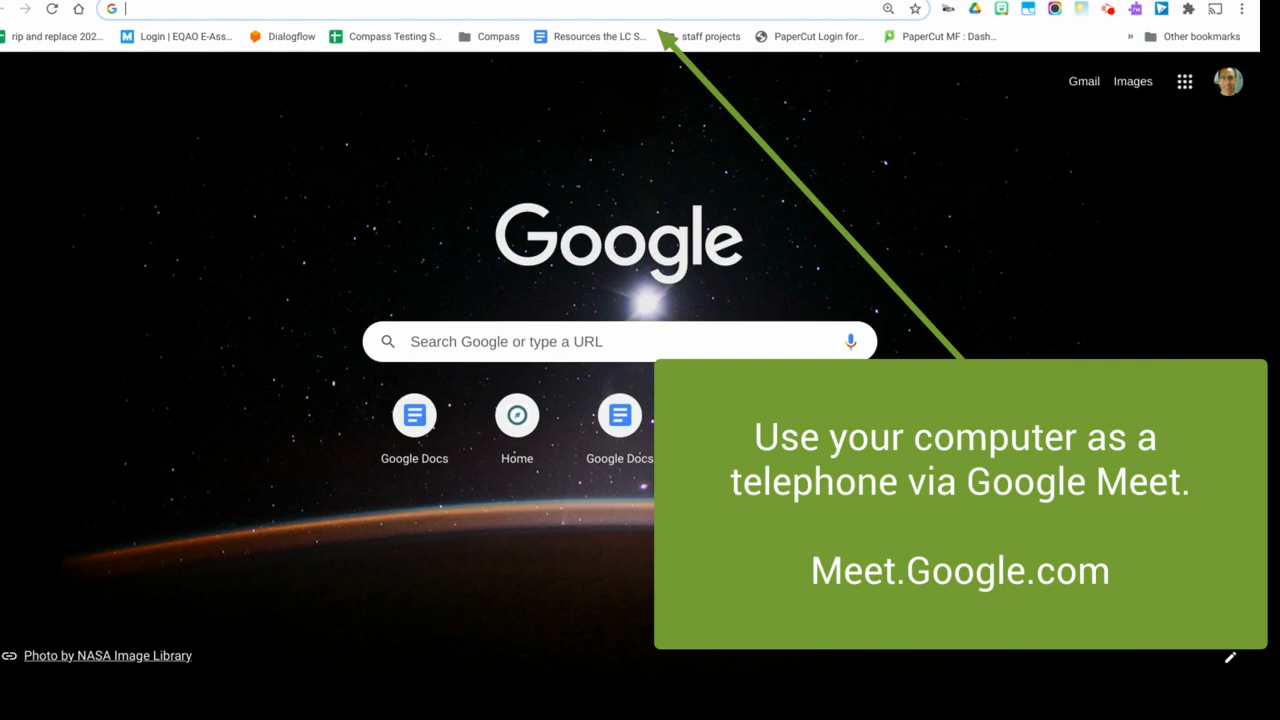 rip and replace 202...
Login | EQAO E-Ass...
Dialogflow
Compass Testing S...
Compass
Resources the LC S...
staff projects
PaperCut Login for...
PaperCut MF : Dash...
»
Other bookmarks
Gmail
Images
Google
Search Google or type a URL
Google Docs
Home
Google Docs
Use your computer as a
telephone via Google Meet.
Meet.Google.com
Photo by NASA Image Library